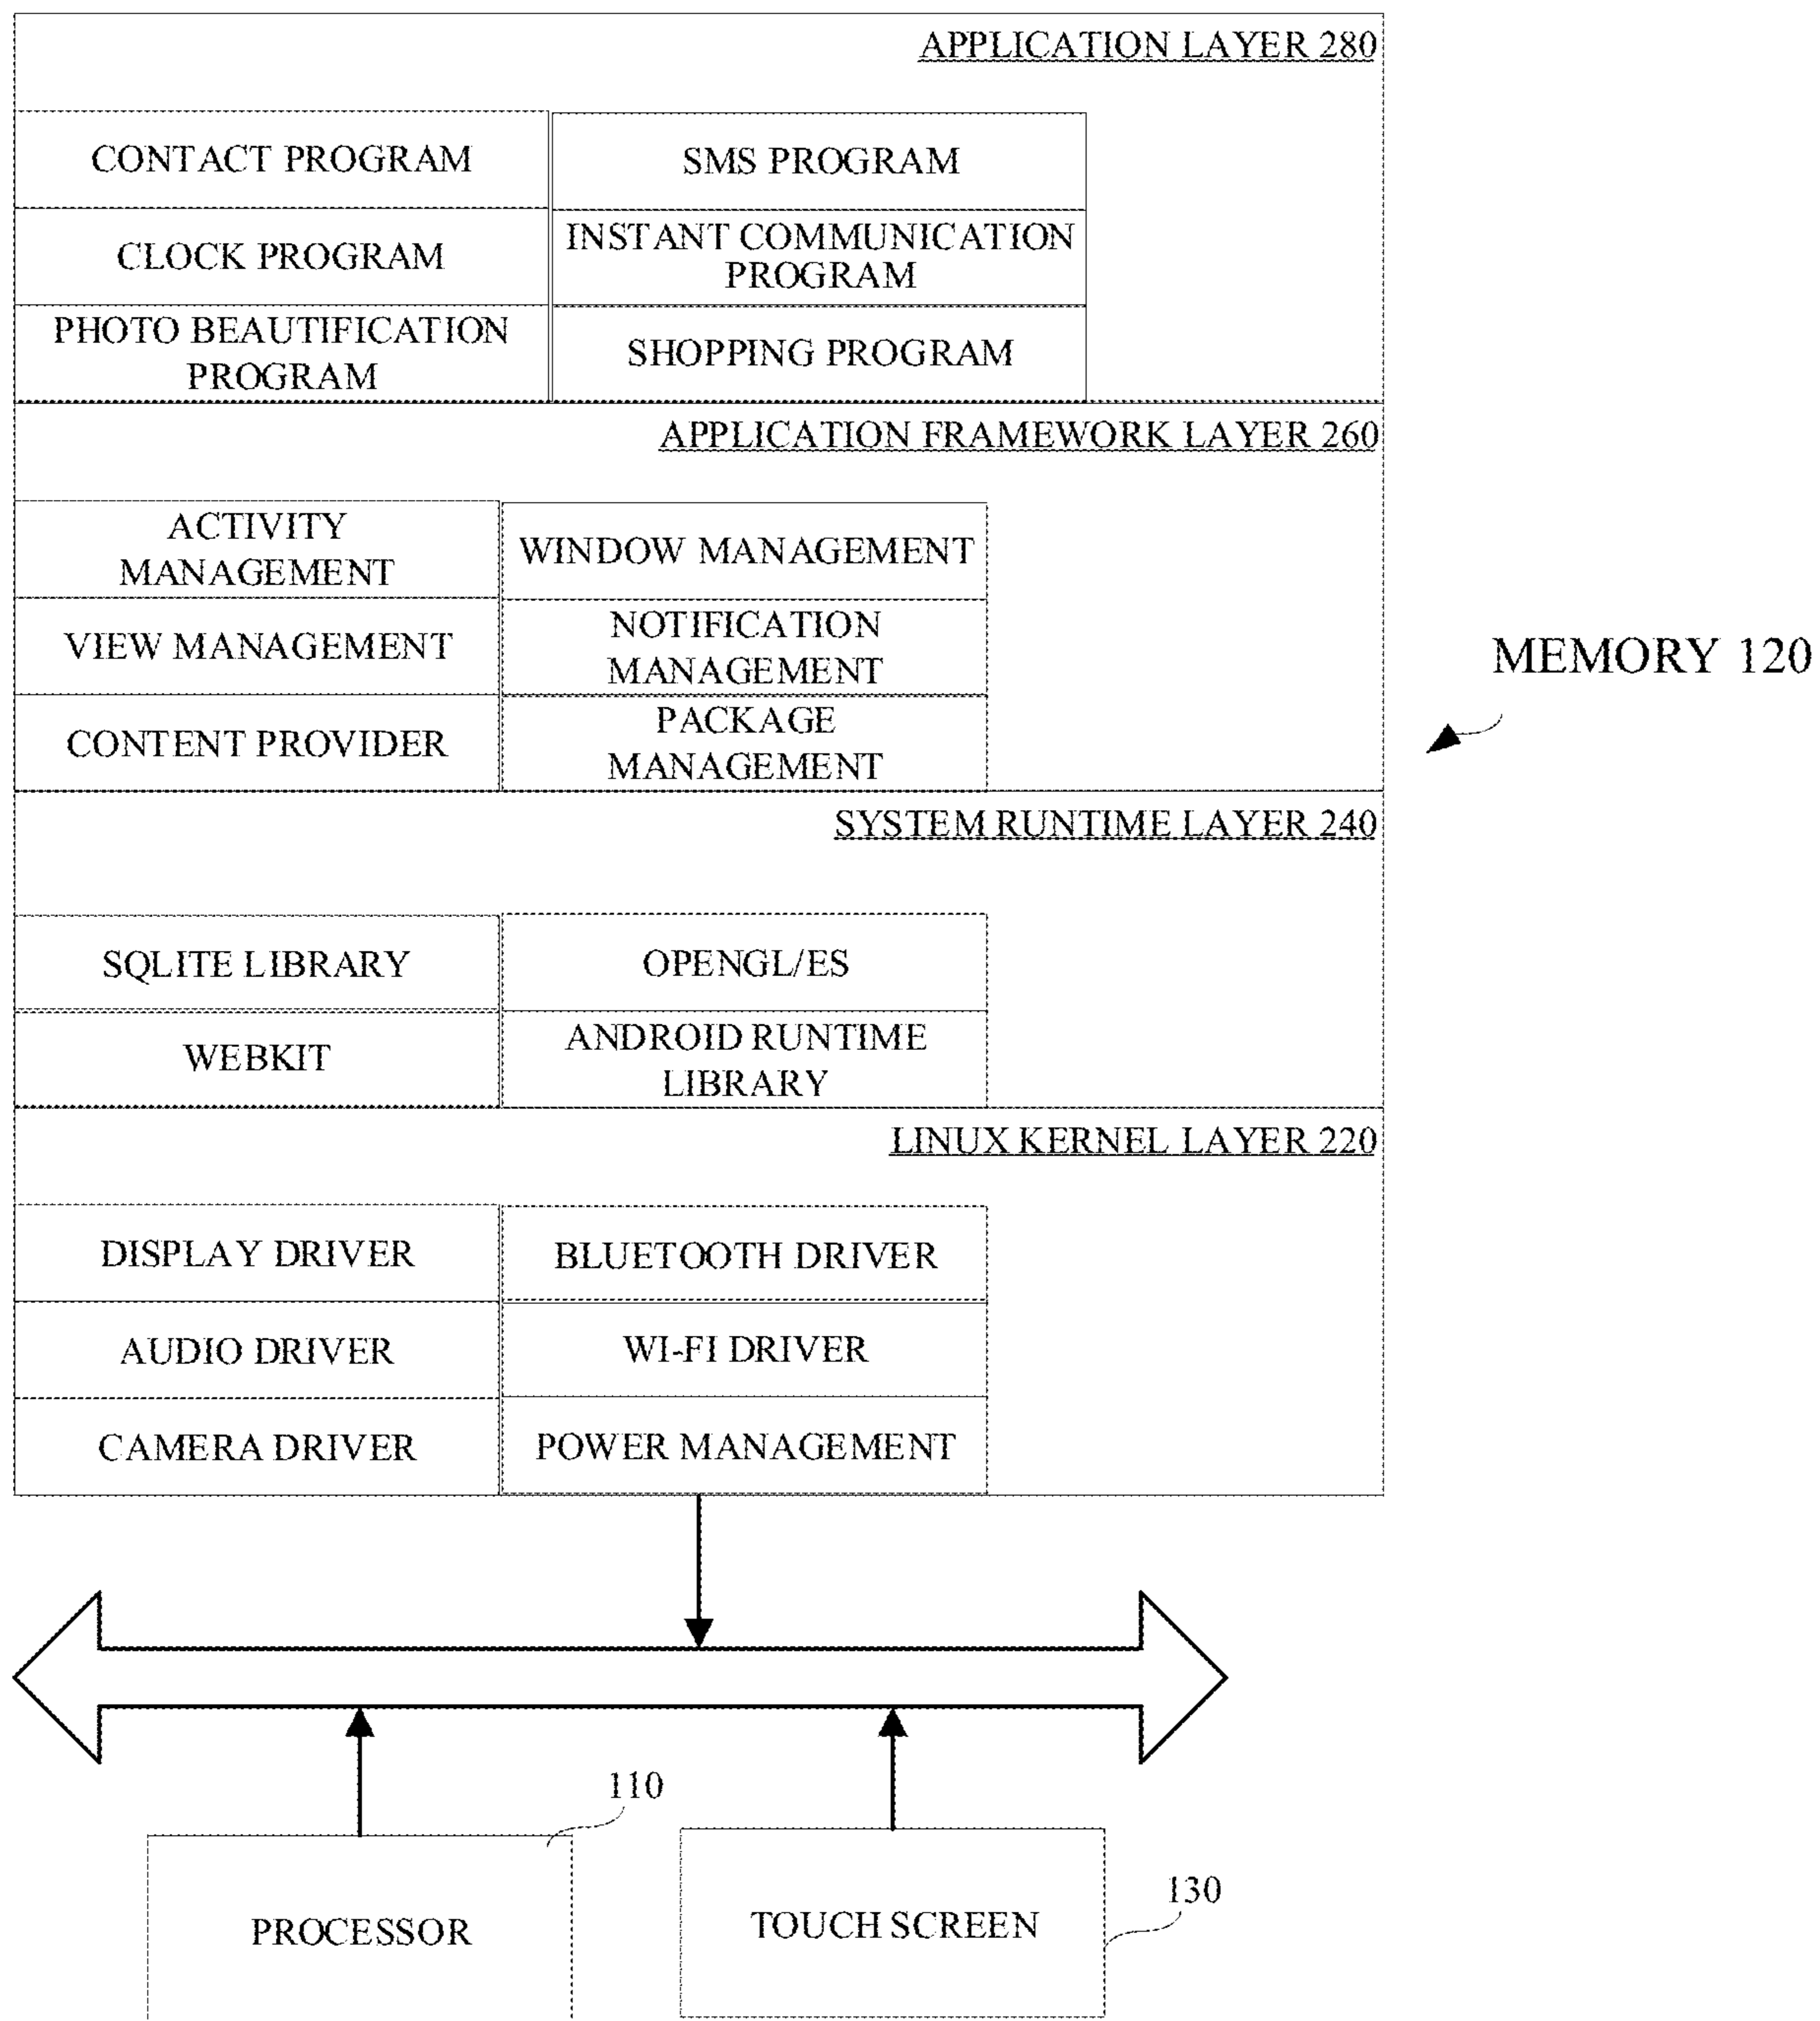 APPLICATION LAYER 280
CONTACT PROGRAM
SMS PROGRAM
CLOCK PROGRAM
INSTANT COMMUNICATION
PROGRAM
PHOTO BEAUTIFICATION
PROGRAM
SHOPPING PROGRAM
APPLICATION FRAMEWORK LAYER 260
ACTIVITY
MANAGEMENT
WINDOW MANAGEMENT
VIEW MANAGEMENT
NOTIFICATION
MANAGEMENT
CONTENT PROVIDER
PACKAGE
MANAGEMENT
MEMORY 120
SYSTEM RUNTIME LAYER 240
SQLITE LIBRARY
OPENGL/ES
WEBKIT
ANDROID RUNTIME
LIBRARY
LINUX KERNEL LAYER 220
DISPLAY DRIVER
BLUETOOTH DRIVER
AUDIO DRIVER
WI-FI DRIVER
CAMERA DRIVER
POWER MANAGEMENT
110
PROCESSOR
TOUCH SCREEN
130